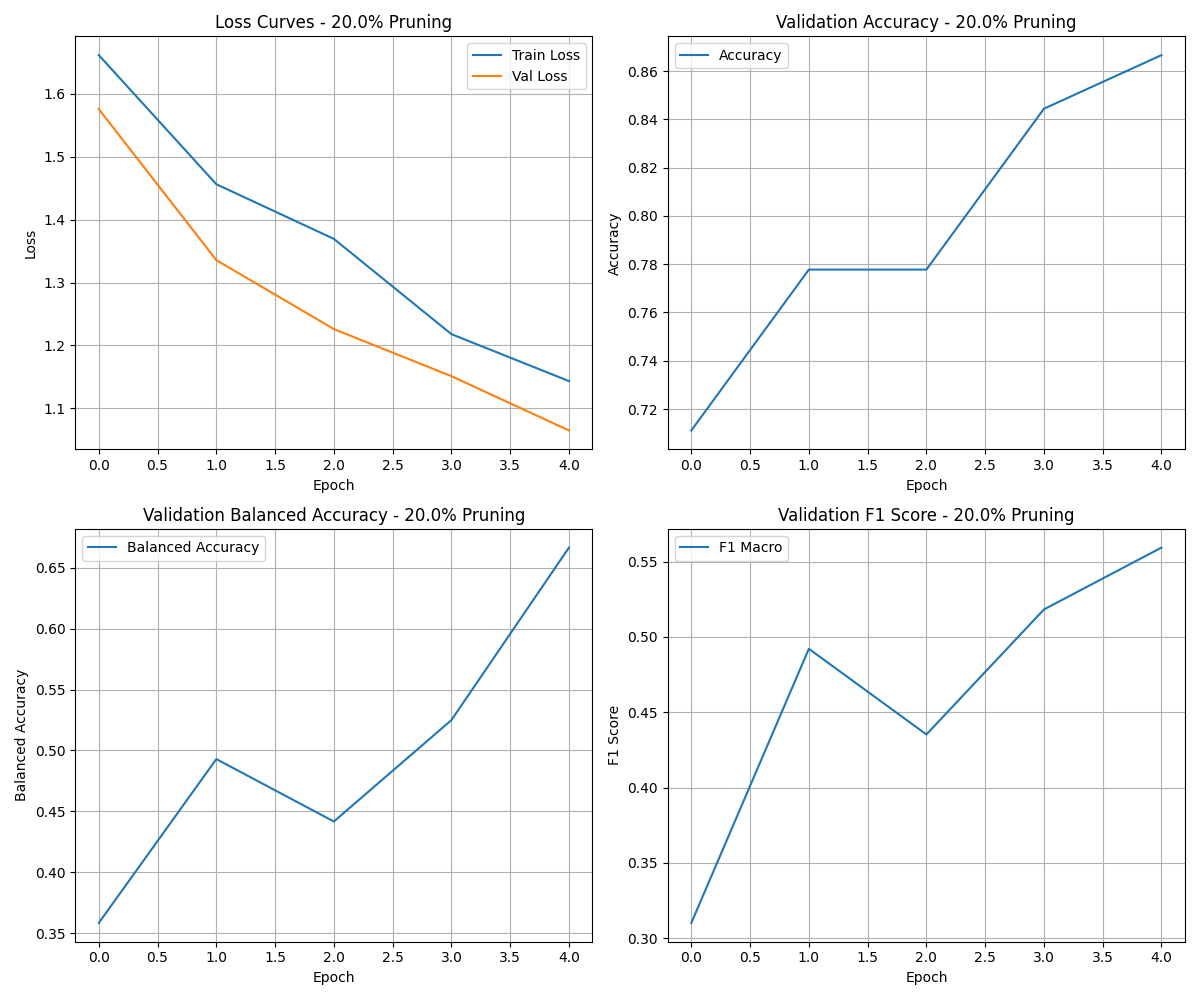 Loss Curves - 20.0% Pruning
Train Loss
Val Loss
1.6
1.5
1.4
1.3
1.2
1.1
Loss
0.0 0.5 1.0 1.5 2.0 2.5 3.0 3.5 4.0
Epoch
Validation Accuracy - 20.0% Pruning
Accuracy
0.86
0.84
0.82
0.80
0.78
0.76
0.74
0.72
Accuracy
0.0 0.5 1.0 1.5 2.0 2.5 3.0 3.5 4.0
Epoch
Validation Balanced Accuracy - 20.0% Pruning
Balanced Accuracy
0.65
0.60
0.55
0.50
0.45
0.40
0.35
Balanced Accuracy
0.0 0.5 1.0 1.5 2.0 2.5 3.0 3.5 4.0
Epoch
Validation F1 Score - 20.0% Pruning
F1 Macro
0.55
0.50
0.45
0.40
0.35
0.30
F1 Score
0.0 0.5 1.0 1.5 2.0 2.5 3.0 3.5 4.0
Epoch